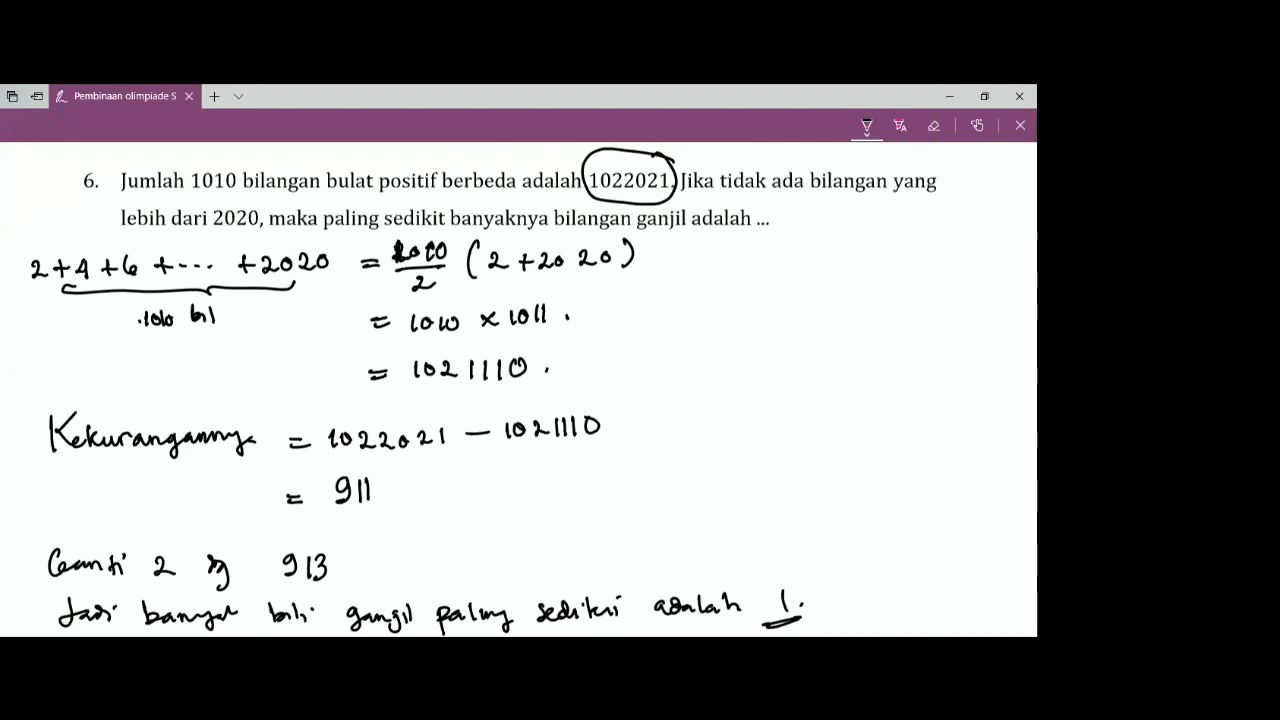 Pembinaan olimpiade S
6. Jumlah 1010 bilangan bulat positif berbeda adalah 1022021. Jika tidak ada bilangan yang
lebih dari 2020, maka paling sedikit banyaknya bilangan ganjil adalah ...
2 + 4 + 6 + ... + 2020 = 1010/2 (2 + 2020)
1010 bil
= 1010 × 1011.
= 1021110.
Kekurangannya = 1022021 - 1021110
= 911
Ganti 2 dg 913
Jadi banyak bil. ganjil paling sedikit adalah 1.